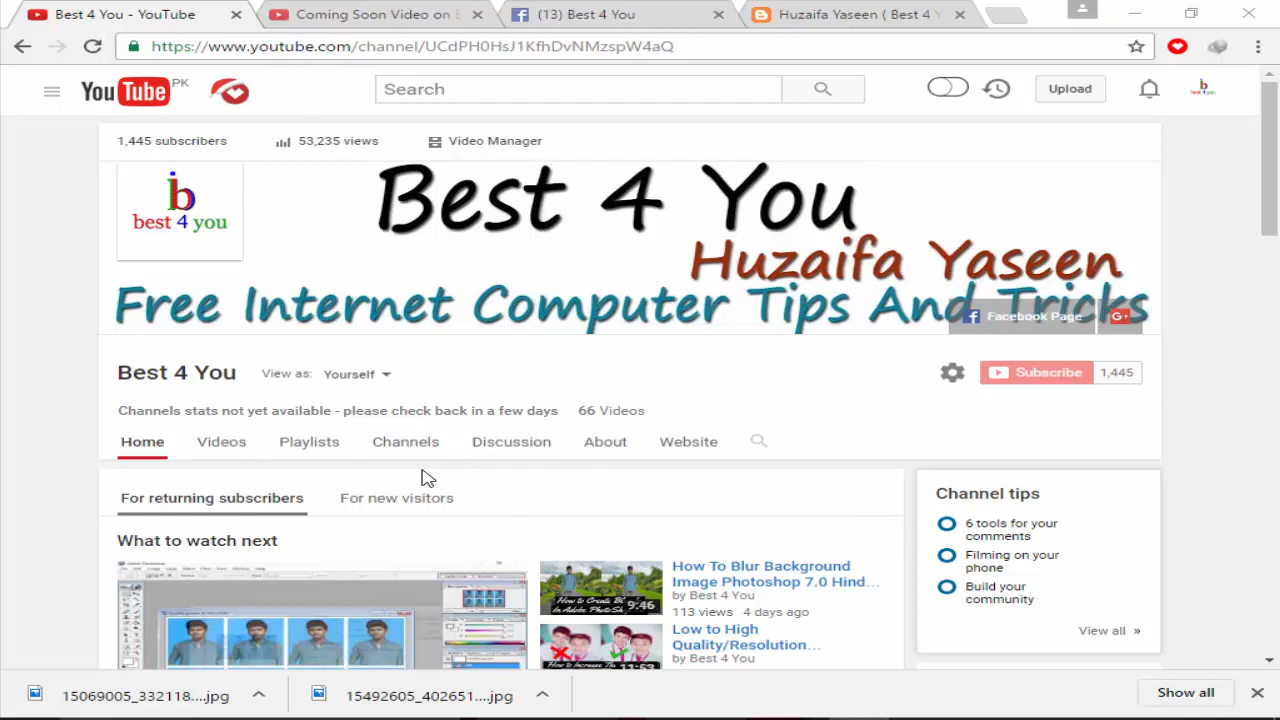 Best 4 You - YouTube
Coming Soon Video on
(13) Best 4 You
Huzaifa Yaseen ( Best 4 Y
https://www.youtube.com/channel/UCdPH0HsJ1KfhDvNMzspW4aQ
YouTube PK
Search
Upload
best 4 you
1,445 subscribers
53,235 views
Video Manager
b
best 4 you
Best 4 You
Huzaifa Yaseen
Free Internet Computer Tips And Tricks
Facebook Page
G+
Best 4 You
View as: Yourself
Subscribe 1,445
Channels stats not yet available - please check back in a few days
66 Videos
Home
Videos
Playlists
Channels
Discussion
About
Website
For returning subscribers
For new visitors
What to watch next
How To Blur Background
Image Photoshop 7.0 Hind...
by Best 4 You
113 views 4 days ago
9:46
Low to High
Quality/Resolution...
by Best 4 You
11:53
Channel tips
6 tools for your
comments
Filming on your
phone
Build your
community
View all »
15069005_332118....jpg
15492605_402651....jpg
Show all